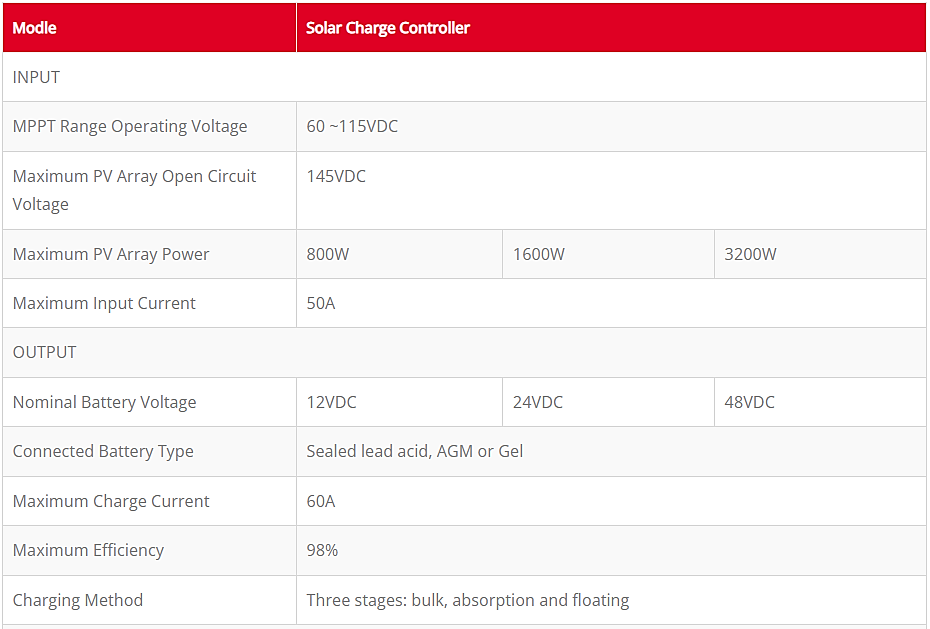 Modle Solar Charge Controller
INPUT
MPPT Range Operating Voltage 60 ~115VDC
Maximum PV Array Open Circuit 145VDC
Voltage
Maximum PV Array Power 800W 1600W 3200W
Maximum Input Current 50A
OUTPUT
Nominal Battery Voltage 12VDC 24VDC 48VDC
Connected Battery Type Sealed lead acid, AGM or Gel
Maximum Charge Current 60A
Maximum Efficiency 98%
Charging Method Three stages: bulk, absorption and floating